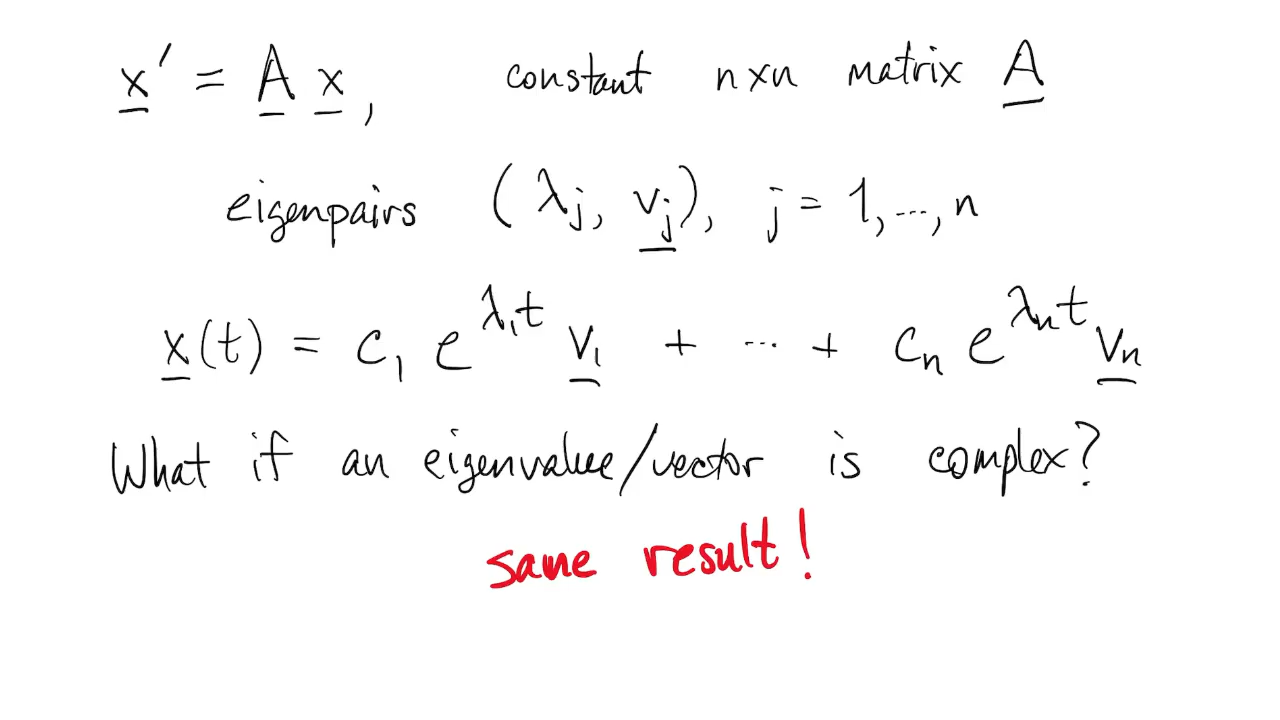 x' = A x, constant n×n matrix A
eigenpairs (λj, vj), j = 1,...,n
x(t) = c₁ e^λ₁t v₁ + ... + cₙ e^λₙt vₙ
What if an eigenvalue/vector is complex?
same result!